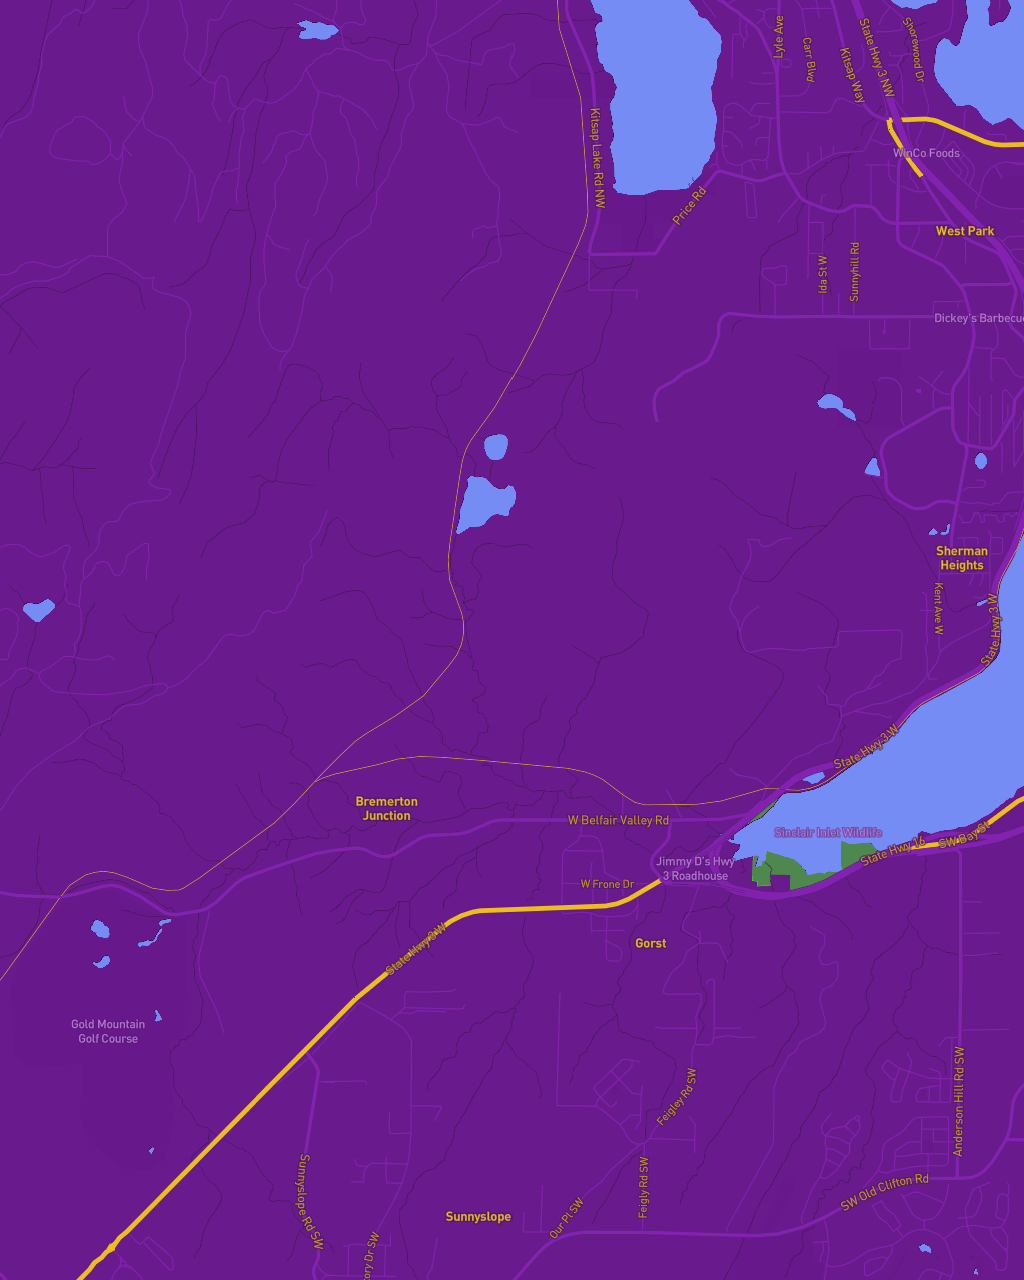 Lyle Ave
Carr Blvd
Kitsap Way
State Hwy 3 NW
Shorewood Dr
Kitsap Lake Rd NW
WinCo Foods
Price Rd
West Park
Ida St W
Sunnyhill Rd
Dickey's Barbecue
Sherman
Heights
Kent Ave W
State Hwy 3 W
State Hwy 3 W
Bremerton
Junction
W Belfair Valley Rd
Sinclair Inlet Wildlife
State Hwy 16
SW Bay St
Jimmy D's Hwy
3 Roadhouse
W Frone Dr
State Hwy 3 W
Gorst
Gold Mountain
Golf Course
Feigley Rd SW
Anderson Hill Rd SW
Sunnyslope Rd SW
Feigly Rd SW
SW Old Clifton Rd
Sunnyslope
Our Pl SW
ory Dr SW